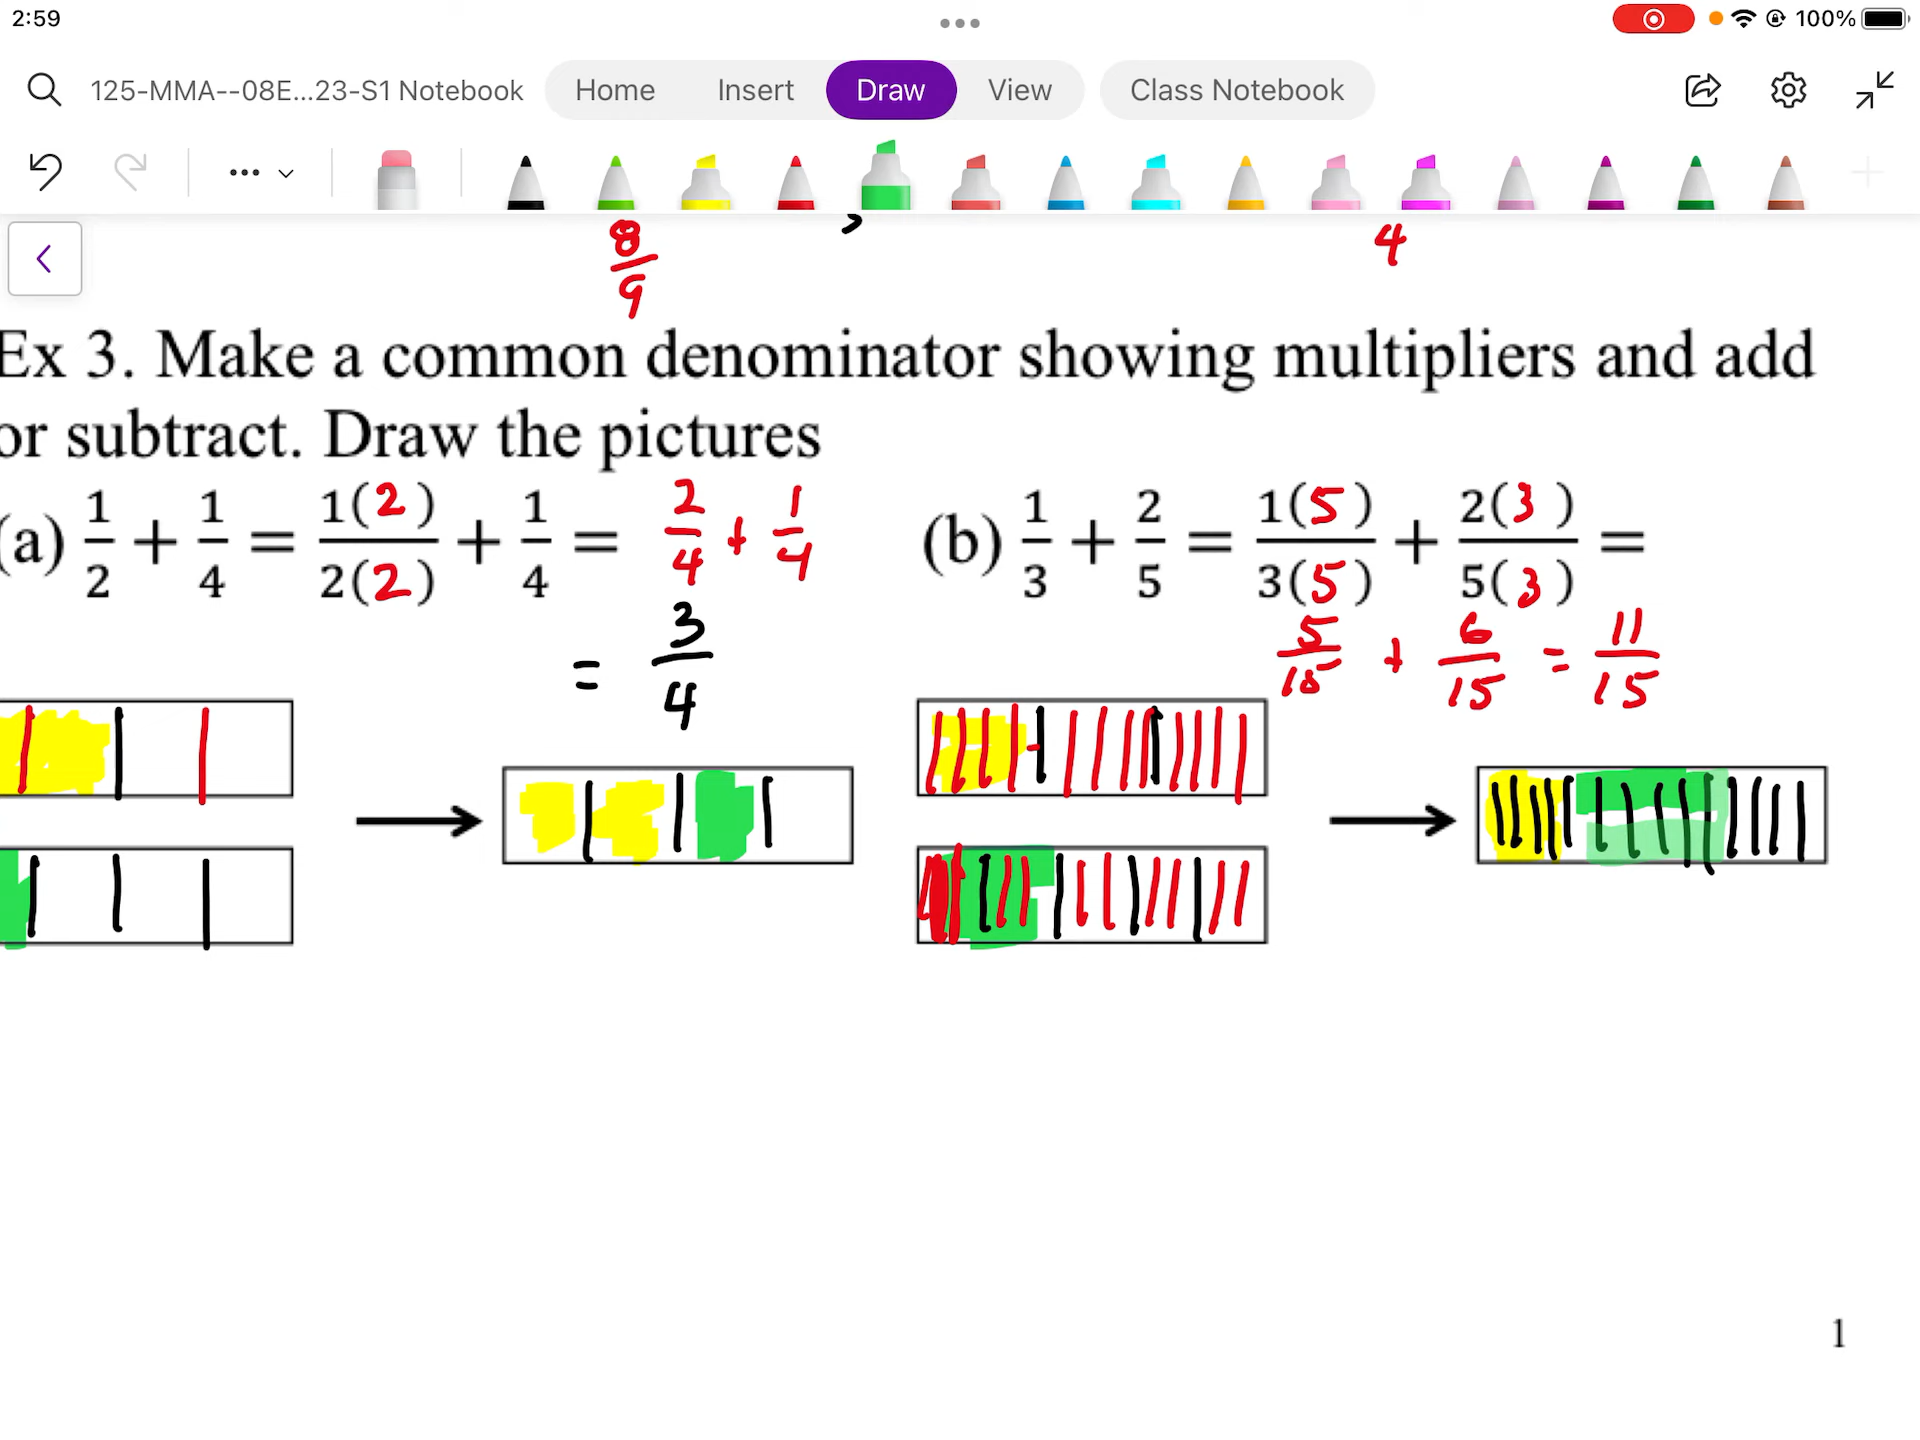 2:59
100%
125-MMA--08E...23-S1 Notebook Home Insert Draw View Class Notebook
8/9 4
Ex 3. Make a common denominator showing multipliers and add
or subtract. Draw the pictures
(a) 1/2 + 1/4 = 1(2)/2(2) + 1/4 = 2/4 + 1/4
= 3/4
(b) 1/3 + 2/5 = 1(5)/3(5) + 2(3)/5(3) =
5/15 + 6/15 = 11/15
1